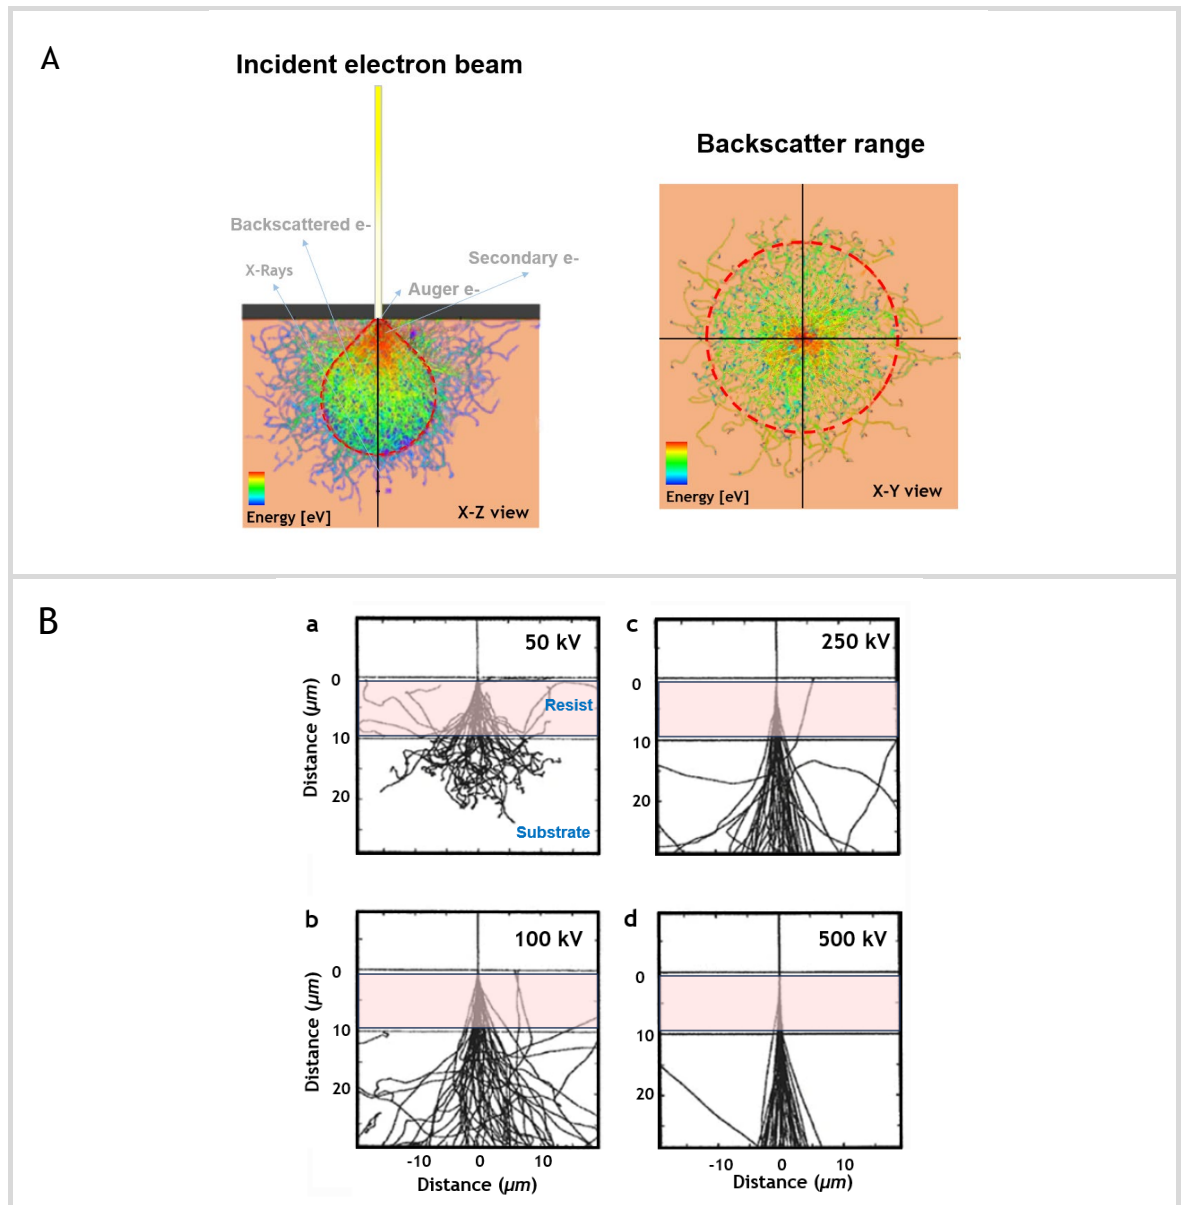 A
Incident electron beam
Backscatter range
Backscattered e-
X-Rays
Secondary e-
Auger e-
Energy [eV]
X-Z view
Energy [eV]
X-Y view
B
a
50 kV
0
Resist
10
20
Substrate
Distance (µm)
c
250 kV
0
10
20
b
100 kV
0
10
20
Distance (µm)
-10 0 10
Distance (µm)
d
500 kV
0
10
20
-10 0 10
Distance (µm)